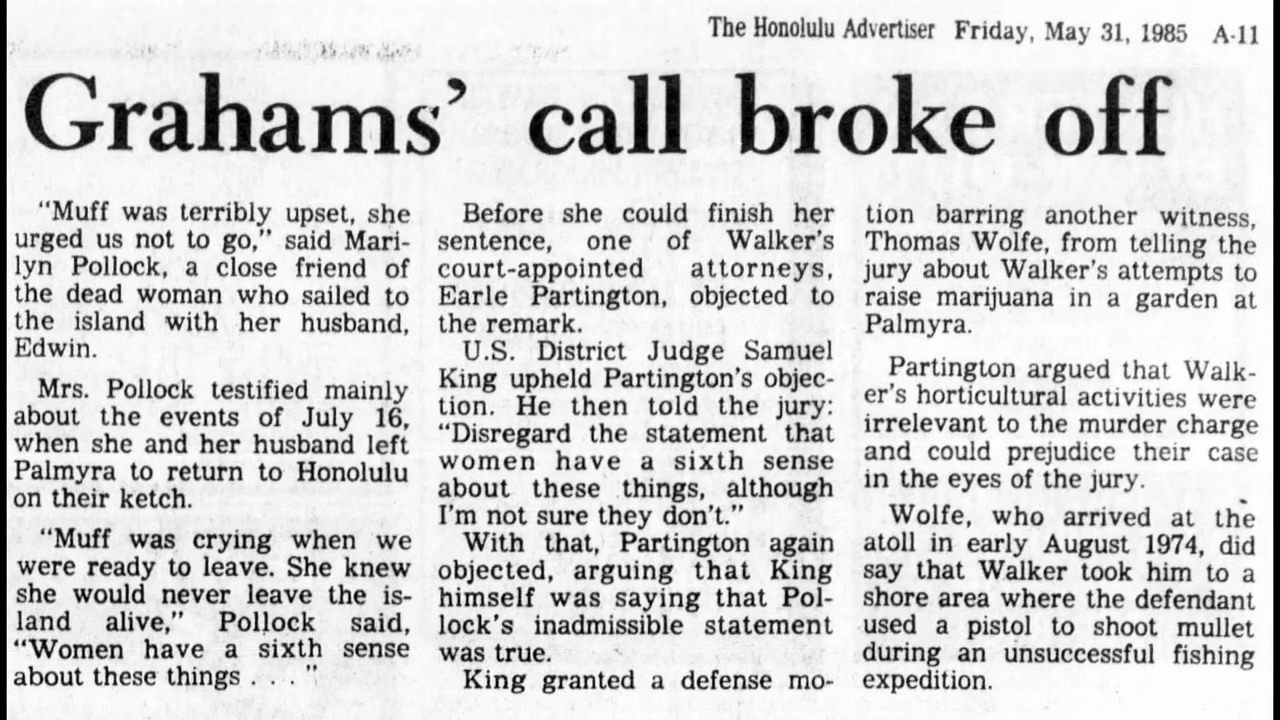 The Honolulu Advertiser Friday, May 31, 1985 A-11
Grahams' call broke off
"Muff was terribly upset, she
urged us not to go," said Mari-
lyn Pollock, a close friend of
the dead woman who sailed to
the island with her husband,
Edwin.
Mrs. Pollock testified mainly
about the events of July 16,
when she and her husband left
Palmyra to return to Honolulu
on their ketch.
"Muff was crying when we
were ready to leave. She knew
she would never leave the is-
land alive," Pollock said,
"Women have a sixth sense
about these things . . . "
Before she could finish her
sentence, one of Walker's
court-appointed attorneys,
Earle Partington, objected to
the remark.
U.S. District Judge Samuel
King upheld Partington's objec-
tion. He then told the jury:
"Disregard the statement that
women have a sixth sense
about these things, although
I'm not sure they don't."
With that, Partington again
objected, arguing that King
himself was saying that Pol-
lock's inadmissible statement
was true.
King granted a defense mo-
tion barring another witness,
Thomas Wolfe, from telling the
jury about Walker's attempts to
raise marijuana in a garden at
Palmyra.
Partington argued that Walk-
er's horticultural activities were
irrelevant to the murder charge
and could prejudice their case
in the eyes of the jury.
Wolfe, who arrived at the
atoll in early August 1974, did
say that Walker took him to a
shore area where the defendant
used a pistol to shoot mullet
during an unsuccessful fishing
expedition.